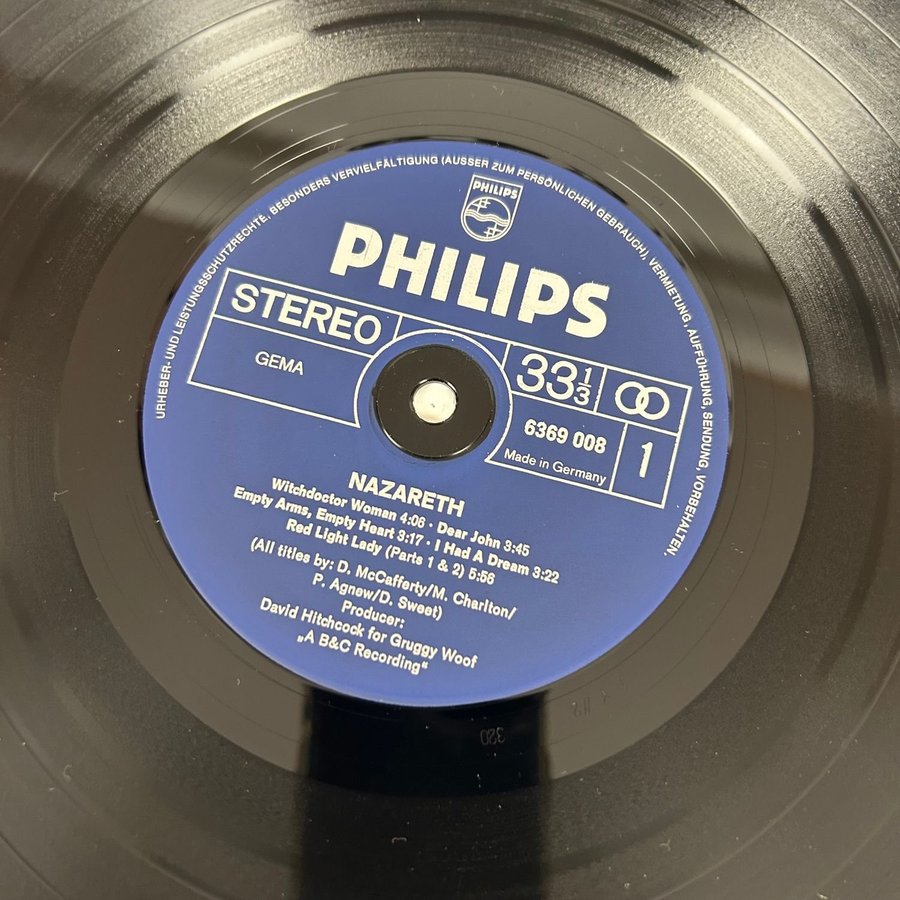 URHEBER- UND LEISTUNGSSCHUTZRECHTE, BESONDERS VERVIELFÄLTIGUNG (AUSSER ZUM PERSÖNLICHEN GEBRAUCH), VERMIETUNG, AUFFÜHRUNG, SENDUNG, VORBEHALTEN.
PHILIPS
PHILIPS
STEREO
GEMA
33 1/3
6369 008
Made in Germany
1
NAZARETH
Witchdoctor Woman 4:06 · Dear John 3:45
Empty Arms, Empty Heart 3:17 · I Had A Dream 3:22
Red Light Lady (Parts 1 & 2) 5:56
(All titles by: D. McCafferty/M. Charlton/
P. Agnew/D. Sweet)
Producer:
David Hitchcock for Gruggy Woof
„A B&C Recording“
320